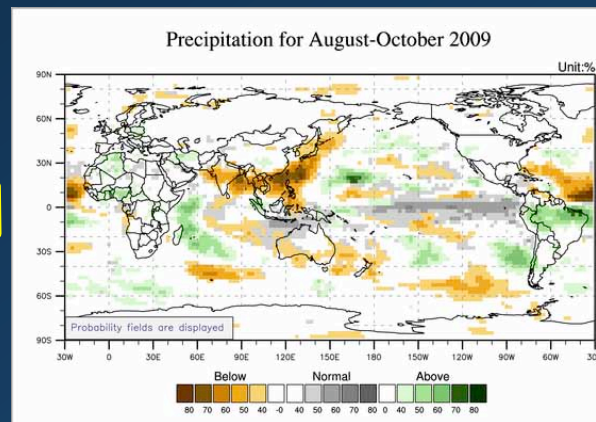 Precipitation for August-October 2009
Unit:%
90N
60N
30N
0
30S
60S
90S
Probability fields are displayed
30W 0 30E 60E 90E 120E 150E 180 150W 120W 90W 60W 30
Below Normal Above
80 70 60 50 40 -0 40 50 60 70 80 0 40 50 60 70 80